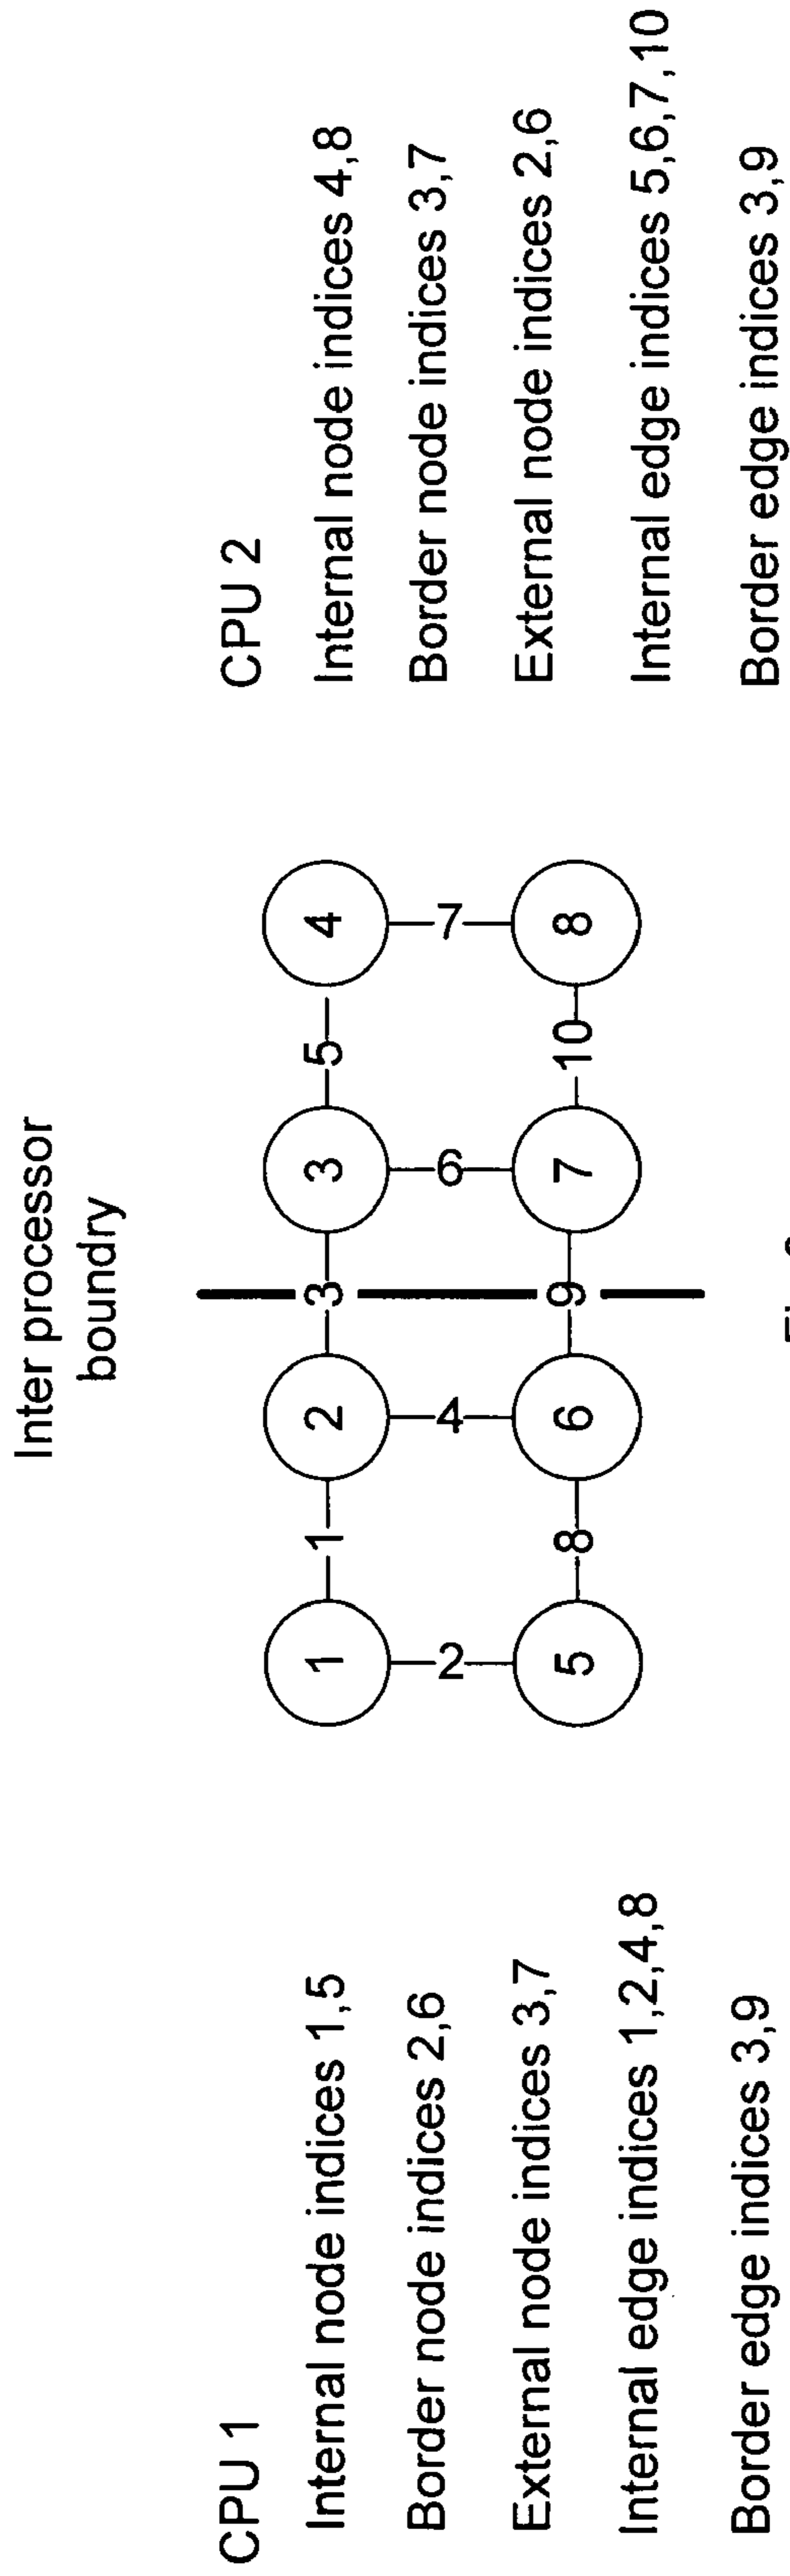 Inter processor
boundry
CPU 1
Internal node indices 1,5
Border node indices 2,6
External node indices 3,7
Internal edge indices 1,2,4,8
Border edge indices 3,9
1
1
2
3
3
5
4
2
4
6
7
5
8
6
9
7
10
8
CPU 2
Internal node indices 4,8
Border node indices 3,7
External node indices 2,6
Internal edge indices 5,6,7,10
Border edge indices 3,9